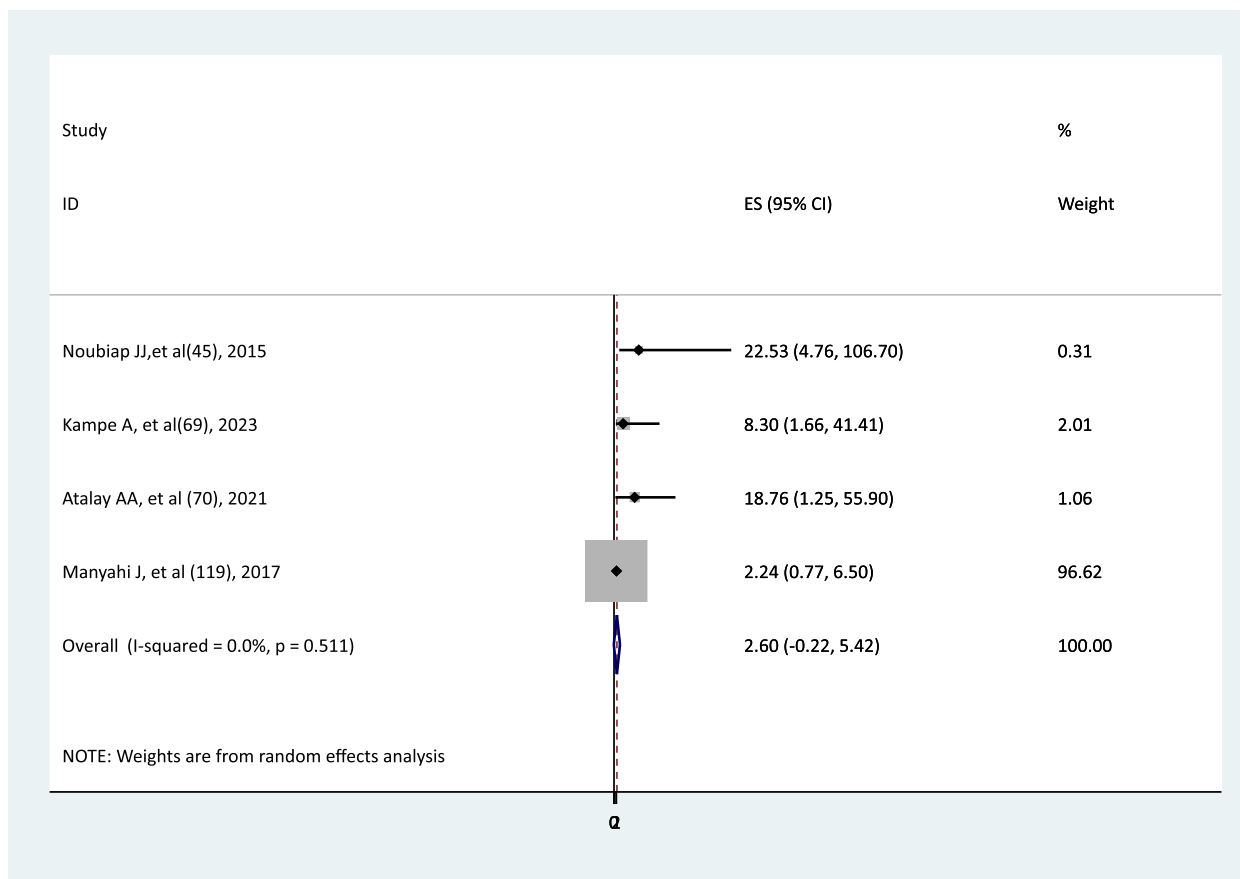 Study %
ID ES (95% CI) Weight
Noubiap JJ,et al(45), 2015 22.53 (4.76, 106.70) 0.31
Kampe A, et al(69), 2023 8.30 (1.66, 41.41) 2.01
Atalay AA, et al (70), 2021 18.76 (1.25, 55.90) 1.06
Manyahi J, et al (119), 2017 2.24 (0.77, 6.50) 96.62
Overall (I-squared = 0.0%, p = 0.511) 2.60 (-0.22, 5.42) 100.00
NOTE: Weights are from random effects analysis
0